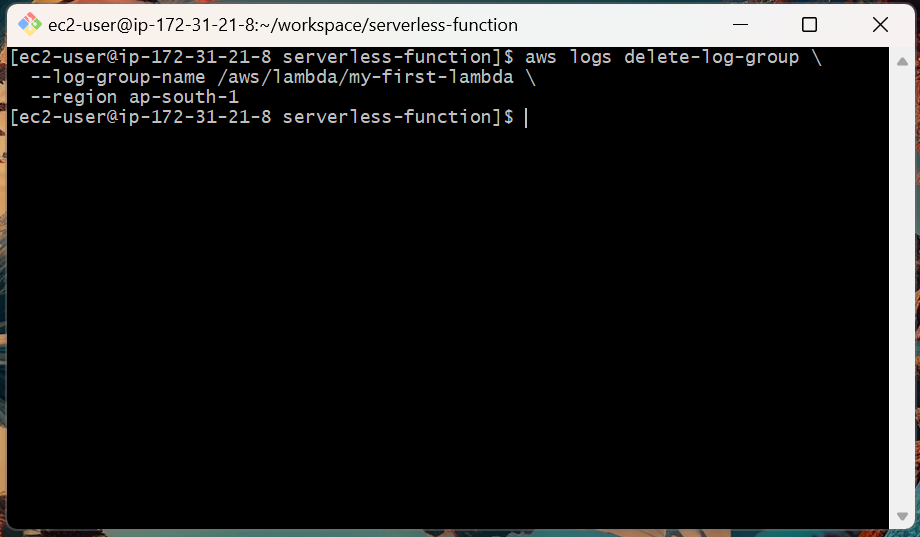 ec2-user@ip-172-31-21-8:~/workspace/serverless-function
[ec2-user@ip-172-31-21-8 serverless-function]$ aws logs delete-log-group \
  --log-group-name /aws/lambda/my-first-lambda \
  --region ap-south-1
[ec2-user@ip-172-31-21-8 serverless-function]$